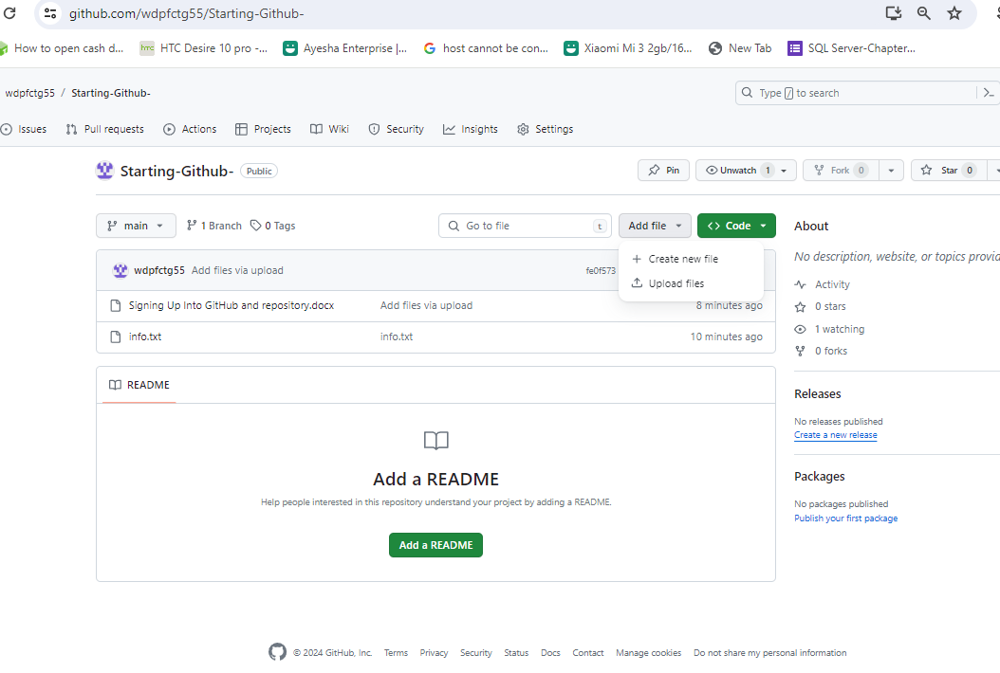 github.com/wdpfctg55/Starting-Github-
How to open cash d... htc HTC Desire 10 pro -... Ayesha Enterprise |... host cannot be con... Xiaomi Mi 3 2gb/16... New Tab SQL Server-Chapter...
wdpfctg55 / Starting-Github- Type / to search
Issues Pull requests Actions Projects Wiki Security Insights Settings
Starting-Github- Public Pin Unwatch 1 Fork 0 Star 0
main 1 Branch 0 Tags Go to file t Add file <> Code
About
Create new file
Upload files
wdpfctg55 Add files via upload fe0f573
No description, website, or topics provid
Signing Up Into GitHub and repository.docx Add files via upload 8 minutes ago
info.txt info.txt 10 minutes ago
Activity
0 stars
1 watching
0 forks
README
Add a README
Help people interested in this repository understand your project by adding a README.
Add a README
Releases
No releases published
Create a new release
Packages
No packages published
Publish your first package
© 2024 GitHub, Inc. Terms Privacy Security Status Docs Contact Manage cookies Do not share my personal information